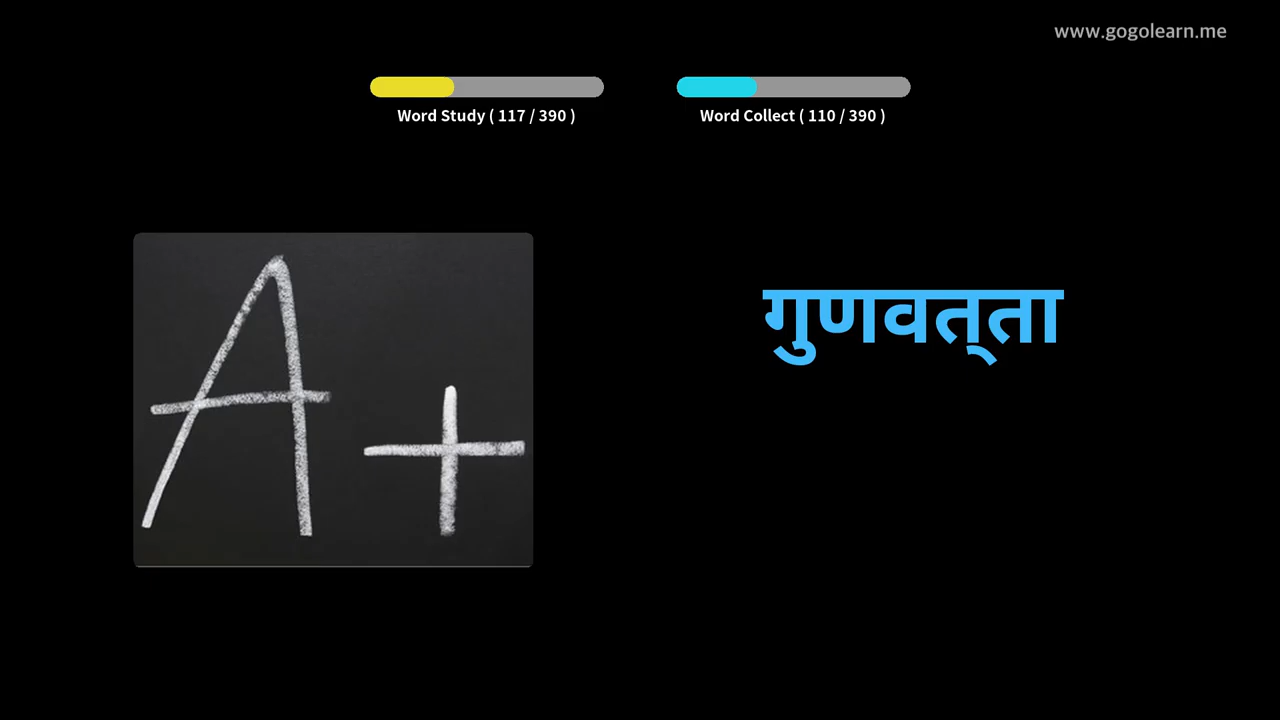 www.gogolearn.me
Word Study ( 117 / 390 )
Word Collect ( 110 / 390 )
A+
गुणवत्‌ता